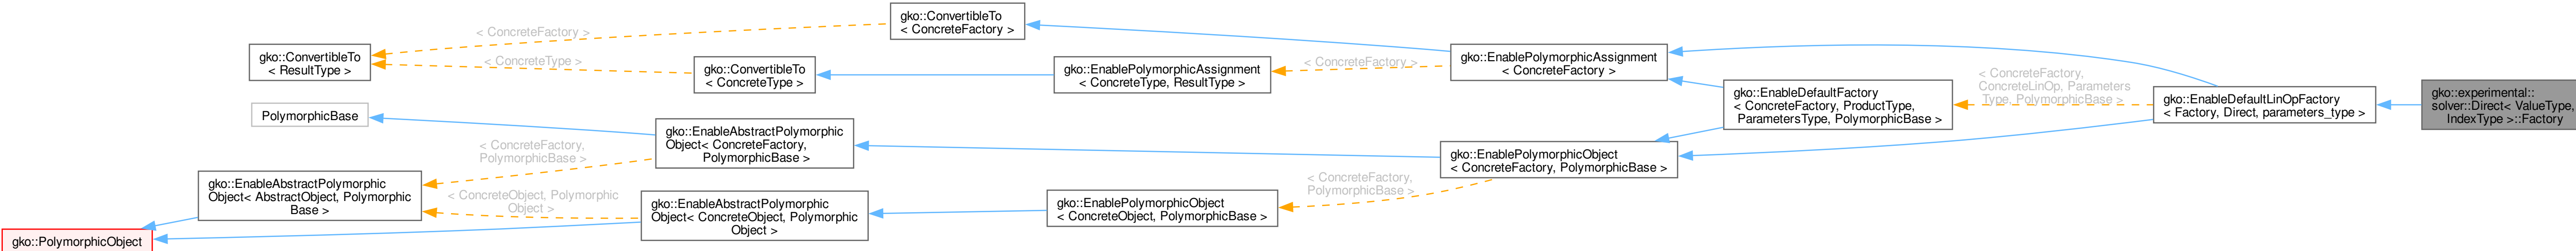 gko::ConvertibleTo
< ResultType >
PolymorphicBase
gko::EnableAbstractPolymorphic
Object< AbstractObject, Polymorphic
Base >
gko::PolymorphicObject
< ConcreteFactory >
< ConcreteType >
< ConcreteFactory,
PolymorphicBase >
< ConcreteObject, Polymorphic
Object >
gko::ConvertibleTo
< ConcreteFactory >
gko::ConvertibleTo
< ConcreteType >
gko::EnableAbstractPolymorphic
Object< ConcreteFactory,
PolymorphicBase >
gko::EnableAbstractPolymorphic
Object< ConcreteObject, Polymorphic
Object >
gko::EnablePolymorphicAssignment
< ConcreteType, ResultType >
gko::EnablePolymorphicObject
< ConcreteObject, PolymorphicBase >
< ConcreteFactory >
< ConcreteFactory,
PolymorphicBase >
gko::EnablePolymorphicAssignment
< ConcreteFactory >
gko::EnablePolymorphicObject
< ConcreteFactory, PolymorphicBase >
gko::EnableDefaultFactory
< ConcreteFactory, ProductType,
ParametersType, PolymorphicBase >
< ConcreteFactory,
ConcreteLinOp, Parameters
Type, PolymorphicBase >
gko::EnableDefaultLinOpFactory
< Factory, Direct, parameters_type >
gko::experimental::
solver::Direct< ValueType,
IndexType >::Factory